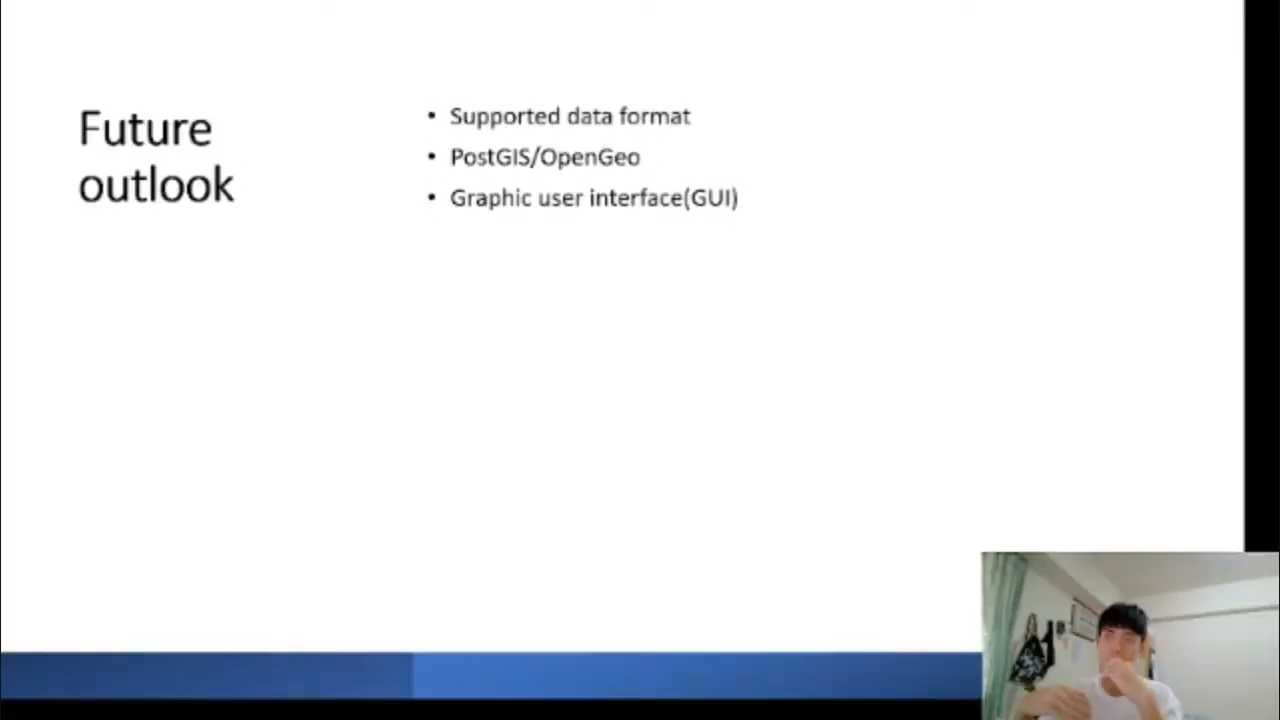 Future
outlook
• Supported data format
• PostGIS/OpenGeo
• Graphic user interface(GUI)